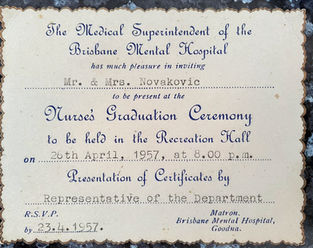 The Medical Superintendent of the
Brisbane Mental Hospital
has much pleasure in inviting
Mr. & Mrs. Novakovic
to be present at the
Nurse's Graduation Ceremony
to be held in the Recreation Hall
on 26th April, 1957, at 8.00 p.m.
Presentation of Certificates by
Representative of the Department
R.S.V.P. Matron,
Brisbane Mental Hospital,
by 23.4.1957. Goodna.